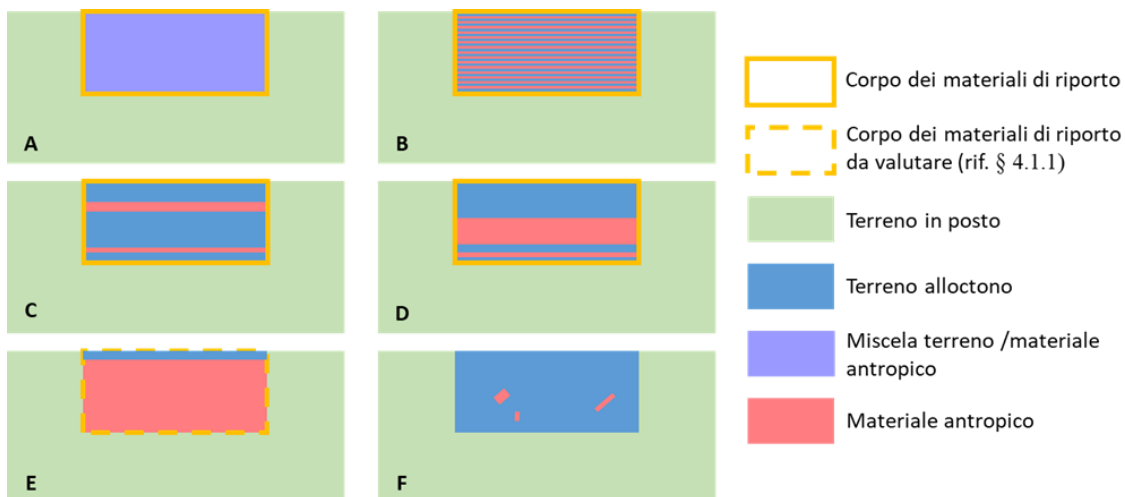 A
B
C
D
E
F
Corpo dei materiali di riporto
Corpo dei materiali di riporto
da valutare (rif. § 4.1.1)
Terreno in posto
Terreno alloctono
Miscela terreno /materiale
antropico
Materiale antropico